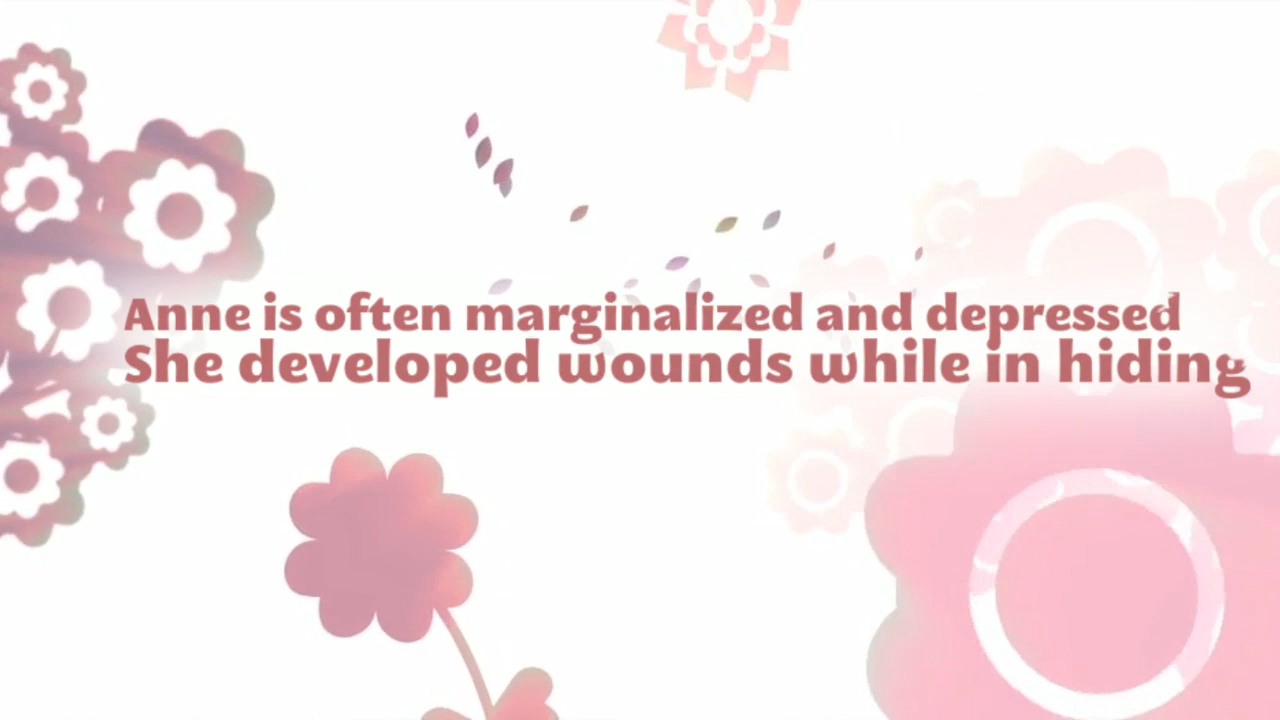 Anne is often marginalized and depressed
She developed wounds while in hiding